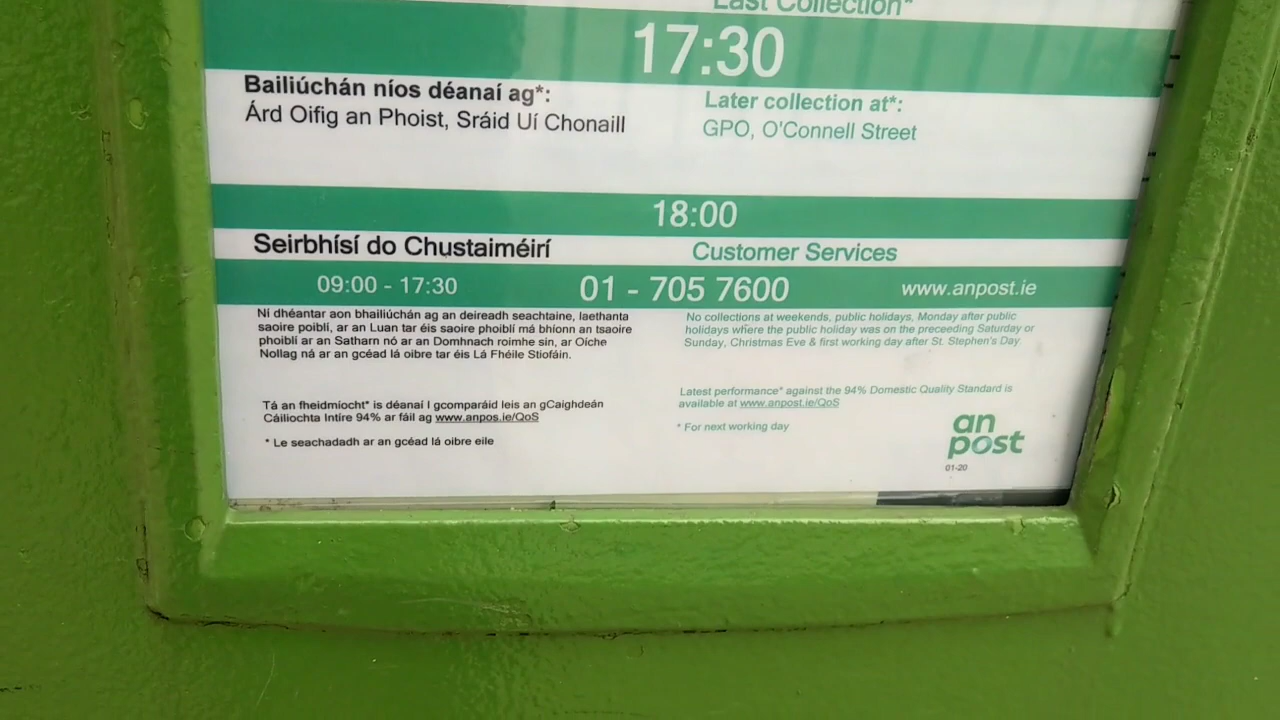 Last Collection*
17:30
Bailiúchán níos déanaí ag*:
Árd Oifig an Phoist, Sráid Uí Chonaill
Later collection at*:
GPO, O'Connell Street
18:00
Seirbhísí do Chustaiméirí
Customer Services
09:00 - 17:30
01 - 705 7600
www.anpost.ie
Ní dhéantar aon bhailiúchán ag an deireadh seachtaine, laethanta
saoire poiblí, ar an Luan tar éis saoire phoiblí má bhíonn an tsaoire
phoiblí ar an Satharn nó ar an Domhnach roimhe sin, ar Oíche
Nollag ná ar an gcéad lá oibre tar éis Lá Fhéile Stiofáin.
No collections at weekends, public holidays, Monday after public
holidays where the public holiday was on the preceeding Saturday or
Sunday, Christmas Eve & first working day after St. Stephen's Day.
Tá an fheidmíocht* is déanaí I gcomparáid leis an gCaighdeán
Cáiliochta Intíre 94% ar fáil ag www.anpos.ie/QoS
* Le seachadadh ar an gcéad lá oibre eile
Latest performance* against the 94% Domestic Quality Standard is
available at www.anpost.ie/QoS
* For next working day
an
post
01-20